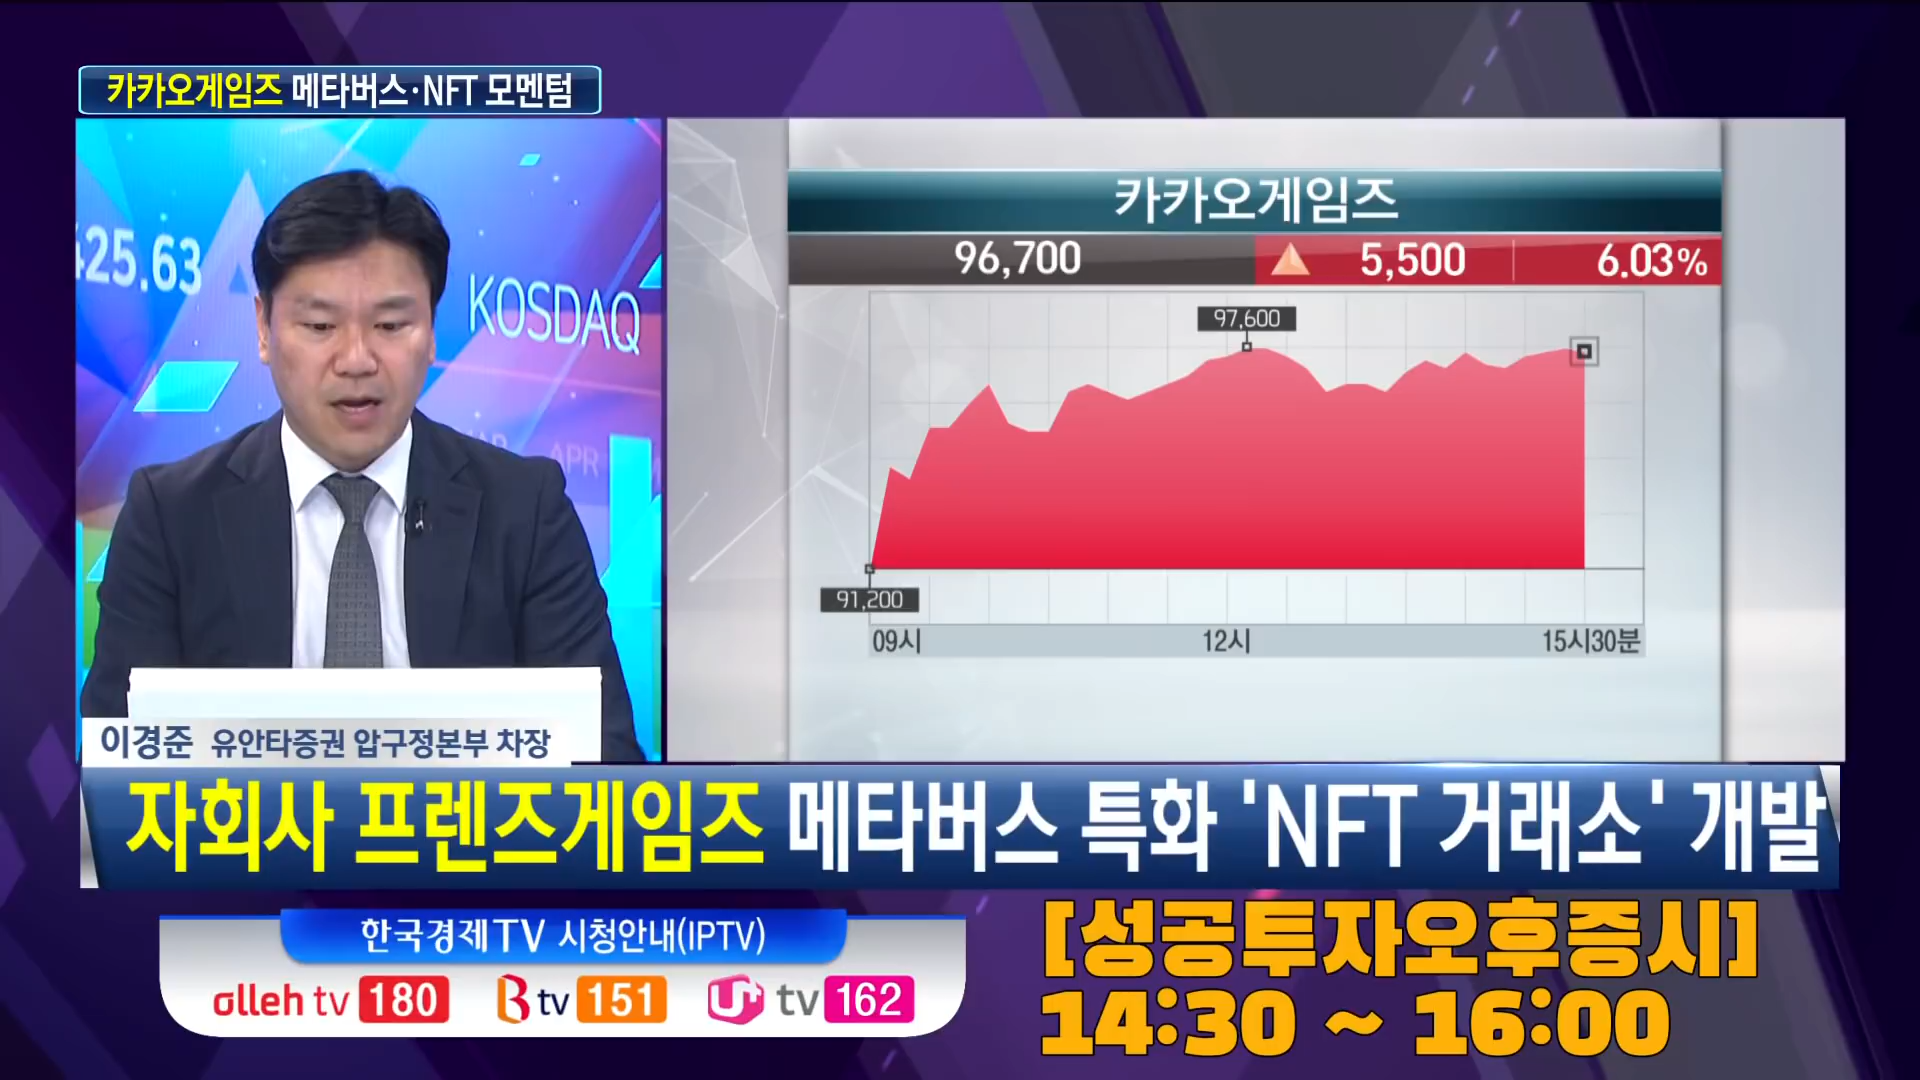 카카오게임즈 메타버스·NFT 모멘텀
425.63
KOSDAQ
APR
카카오게임즈
96,700 ▲ 5,500 6.03%
97,600
91,200
09시 12시 15시30분
이경준 유안타증권 압구정본부 차장
자회사 프렌즈게임즈 메타버스 특화 'NFT 거래소' 개발
한국경제TV 시청안내(IPTV)
olleh tv 180 B tv 151 U+ tv 162
[성공투자오후증시]
14:30 ~ 16:00